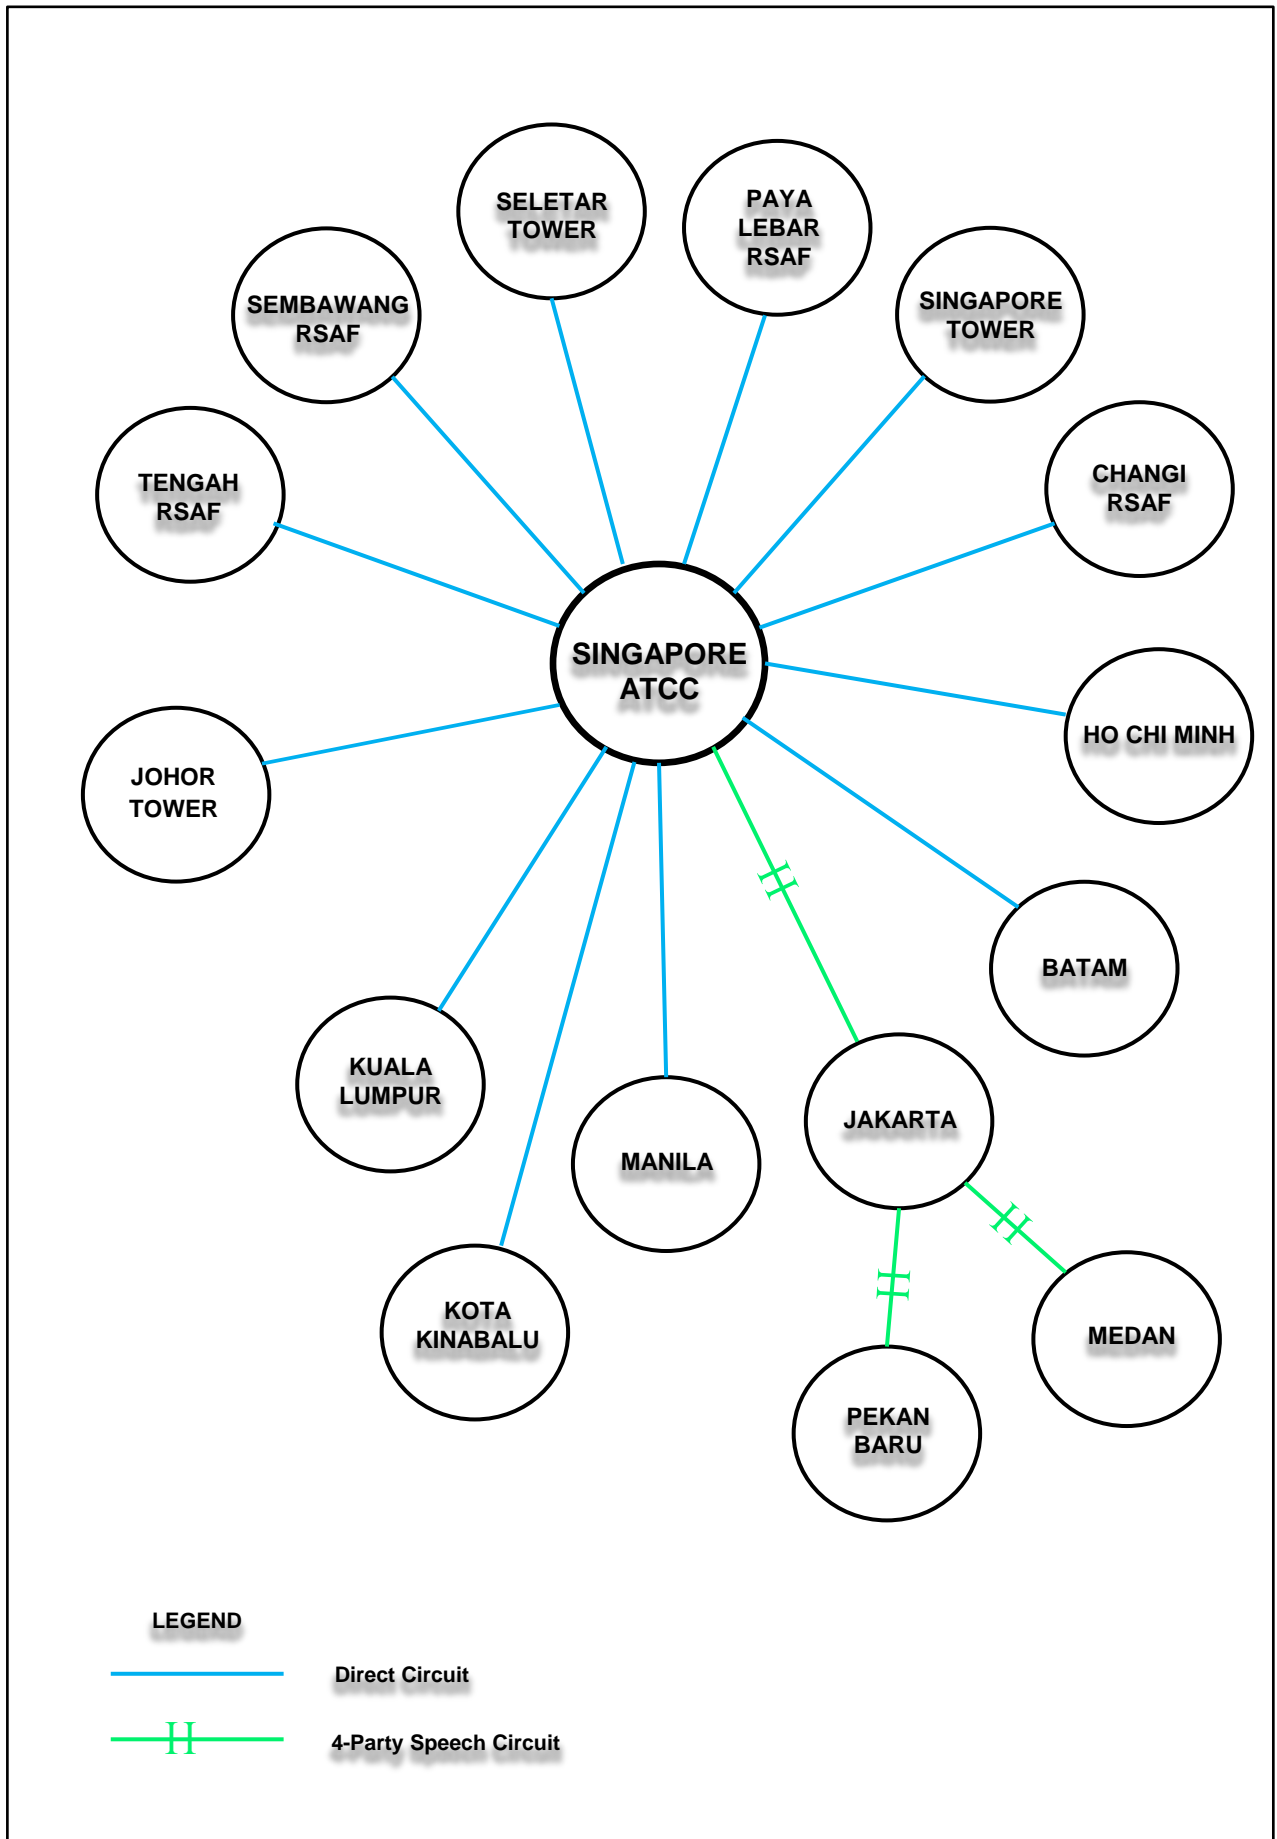 SELETAR
TOWER
PAYA
LEBAR
RSAF
SEMBAWANG
RSAF
SINGAPORE
TOWER
TENGAH
RSAF
CHANGI
RSAF
SINGAPORE
ATCC
HO CHI MINH
JOHOR
TOWER
BATAM
KUALA
LUMPUR
JAKARTA
MANILA
KOTA
KINABALU
MEDAN
PEKAN
BARU
LEGEND
Direct Circuit
H
4-Party Speech Circuit